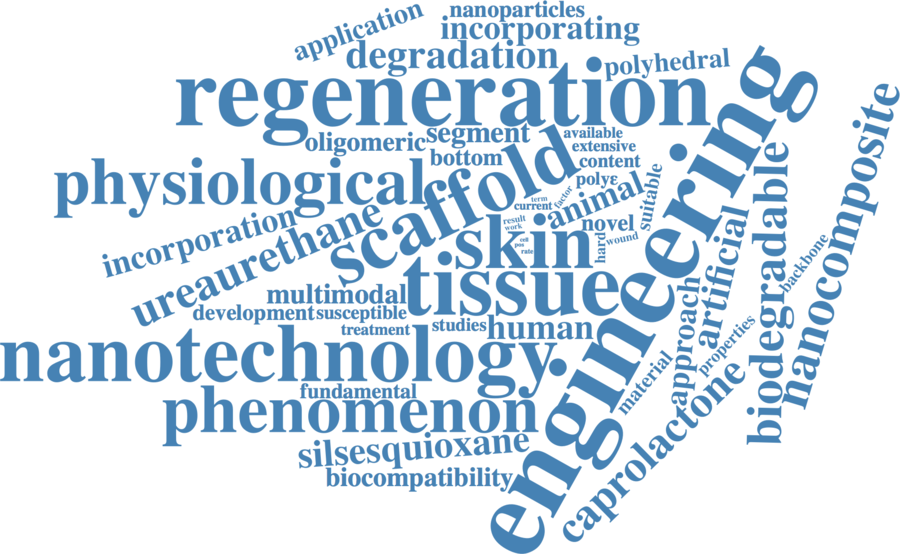 application
nanoparticles
incorporating
degradation
polyhedral
regeneration
oligomeric
segment
available
extensive
bottom
content
physiological
scaffold
polyε
animal
suitable
factor
term
current
incorporation
ureaurethane
result
work
novel
skin
cell
pos
rain
hard
wound
engineering
artificial
biodegradable
backbone
nanocomposite
multimodal
tissue
development
susceptible
treatment
studies
human
approach
properties
nanotechnology
material
fundamental
phenomenon
caprolactone
silsesquioxane
biocompatibility